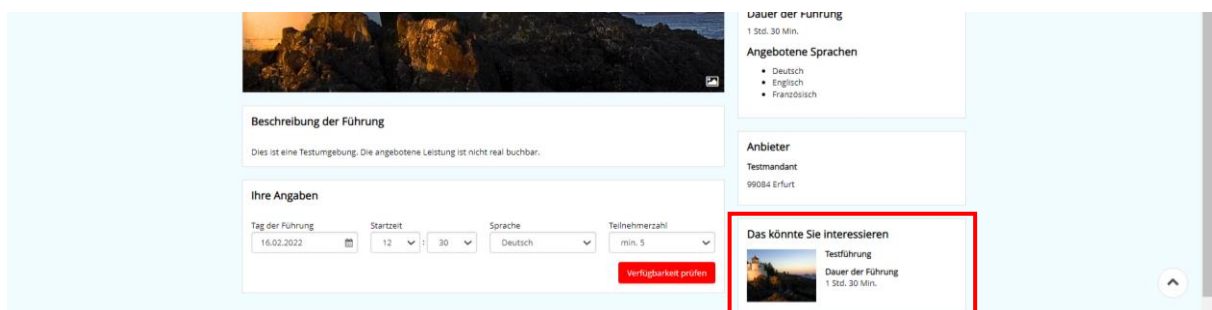 Dauer der Führung
1 Std. 30 Min.
Angebotene Sprachen
• Deutsch
• Englisch
• Französisch
Beschreibung der Führung
Dies ist eine Testumgebung. Die angebotene Leistung ist nicht real buchbar.
Anbieter
Testmandant
99084 Erfurt
Ihre Angaben
Tag der Führung Startzeit Sprache Teilnehmerzahl
16.02.2022 12 : 30 Deutsch min. 5
Verfügbarkeit prüfen
Das könnte Sie interessieren
Testführung
Dauer der Führung
1 Std. 30 Min.